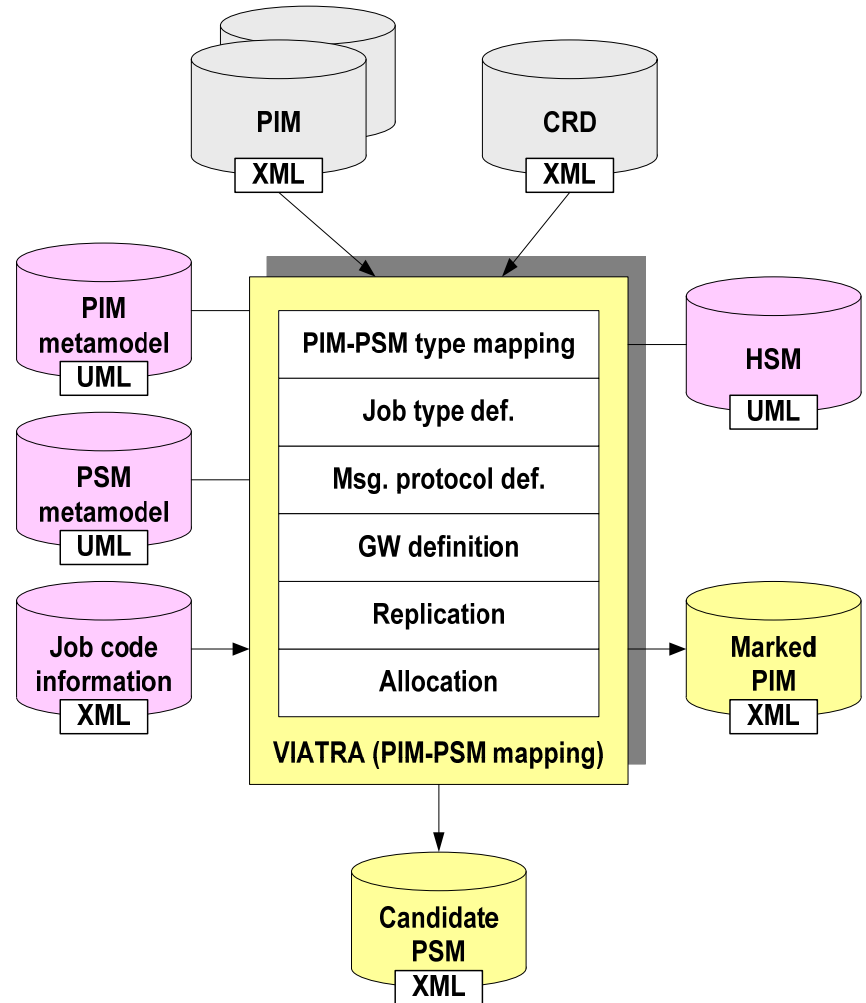 PIM
XML
CRD
XML
PIM
metamodel
UML
PSM
metamodel
UML
Job code
information
XML
PIM-PSM type mapping
Job type def.
Msg. protocol def.
GW definition
Replication
Allocation
VIATRA (PIM-PSM mapping)
HSM
UML
Marked
PIM
XML
Candidate
PSM
XML